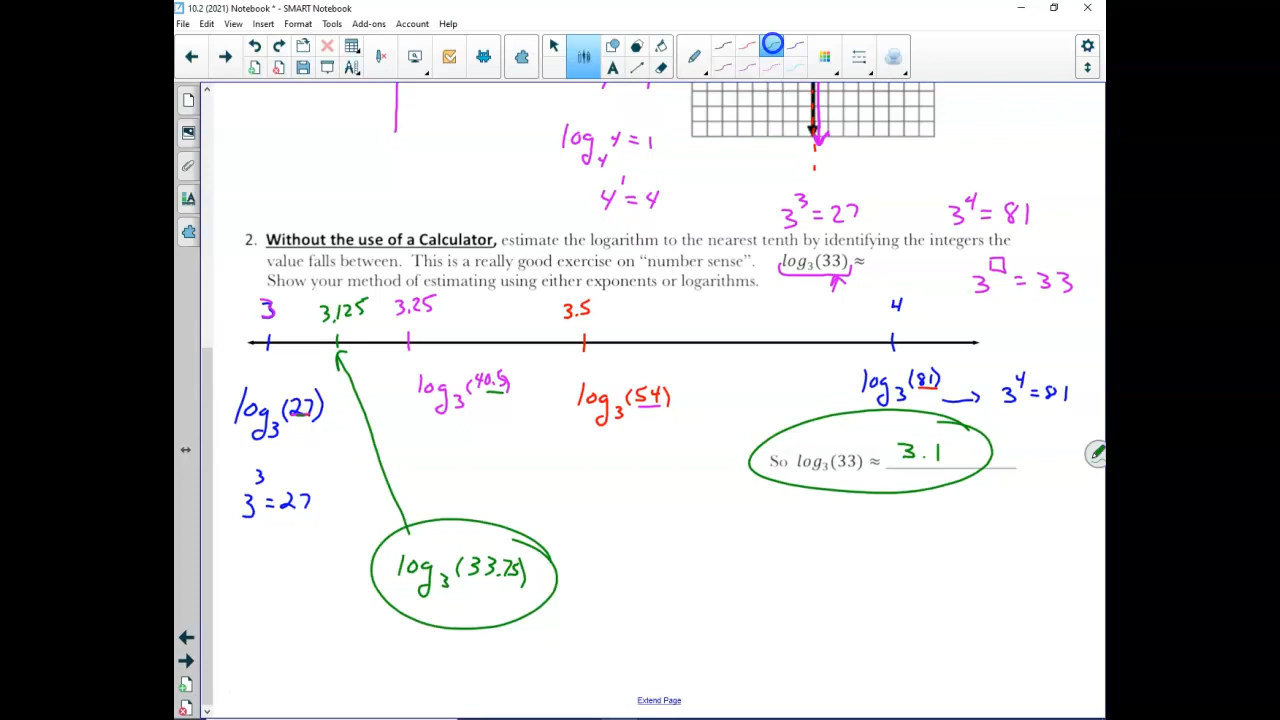 10.2 (2021) Notebook * - SMART Notebook
File Edit View Insert Format Tools Add-ons Account Help
log₄ 4 = 1
4¹ = 4
3³ = 27
3⁴ = 81
2. Without the use of a Calculator, estimate the logarithm to the nearest tenth by identifying the integers the
value falls between. This is a really good exercise on "number sense". log₃(33) ≈
Show your method of estimating using either exponents or logarithms.
3^□ = 33
3 3.125 3.25 3.5 4
log₃(27) log₃(40.5) log₃(54) log₃(81) → 3⁴ = 81
So log₃(33) ≈ 3.1
3³ = 27
log₃(33.75)
Extend Page